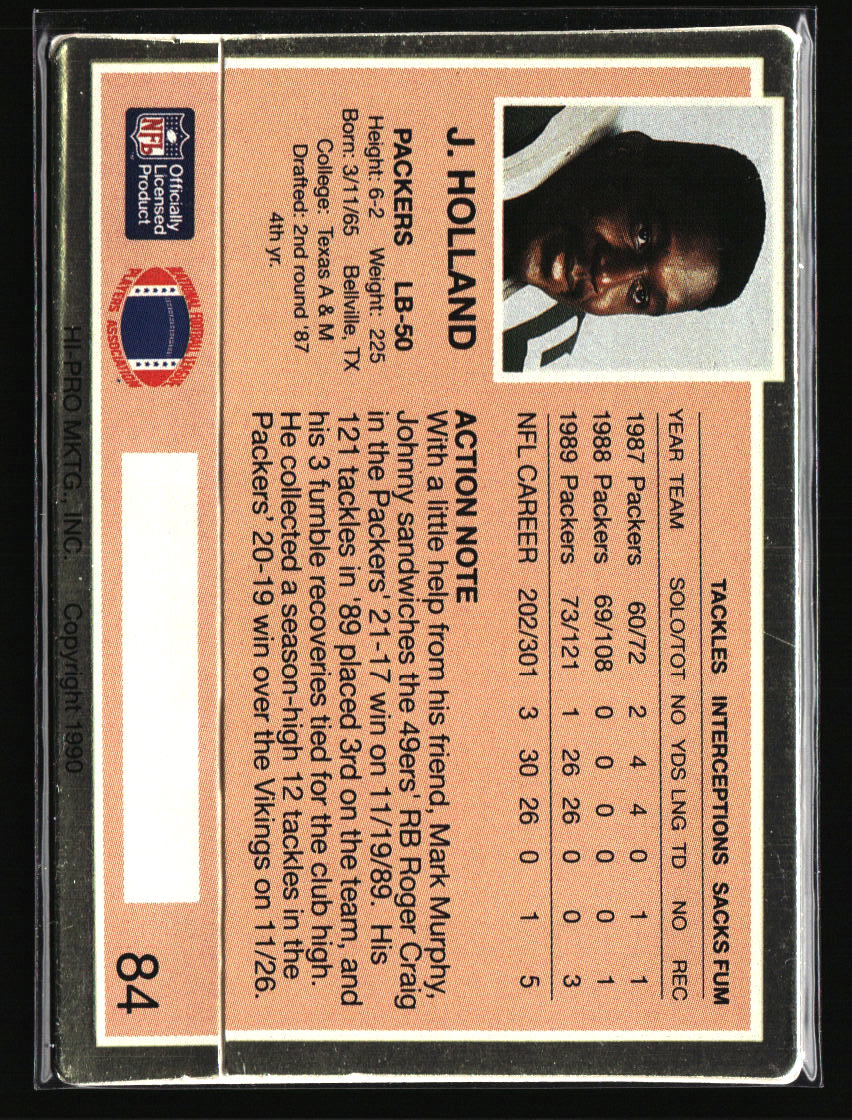 J. HOLLAND
PACKERS LB-50
Height: 6-2 Weight: 225
Born: 3/11/65 Bellville, TX
College: Texas A & M
Drafted: 2nd round '87
4th yr.
TACKLES INTERCEPTIONS SACKS FUM
YEAR TEAM SOLO/TOT NO YDS LNG TD NO REC
1987 Packers 60/72 2 4 4 0 1 1
1988 Packers 69/108 0 0 0 0 0 1
1989 Packers 73/121 1 26 26 0 0 3
NFL CAREER 202/301 3 30 26 0 1 5
ACTION NOTE
With a little help from his friend, Mark Murphy,
Johnny sandwiches the 49ers' RB Roger Craig
in the Packers' 21-17 win on 11/19/89. His
121 tackles in '89 placed 3rd on the team, and
his 3 fumble recoveries tied for the club high.
He collected a season-high 12 tackles in the
Packers' 20-19 win over the Vikings on 11/26.
NFL
Officially
Licensed
Product
NATIONAL FOOTBALL LEAGUE
PLAYERS ASSOCIATION
84
HI-PRO MKTG., INC. Copyright 1990